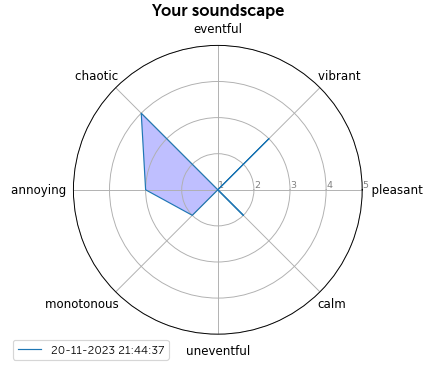 Your soundscape
eventful
chaotic
vibrant
annoying
1
2
3
4
5
pleasant
monotonous
calm
20-11-2023 21:44:37
uneventful